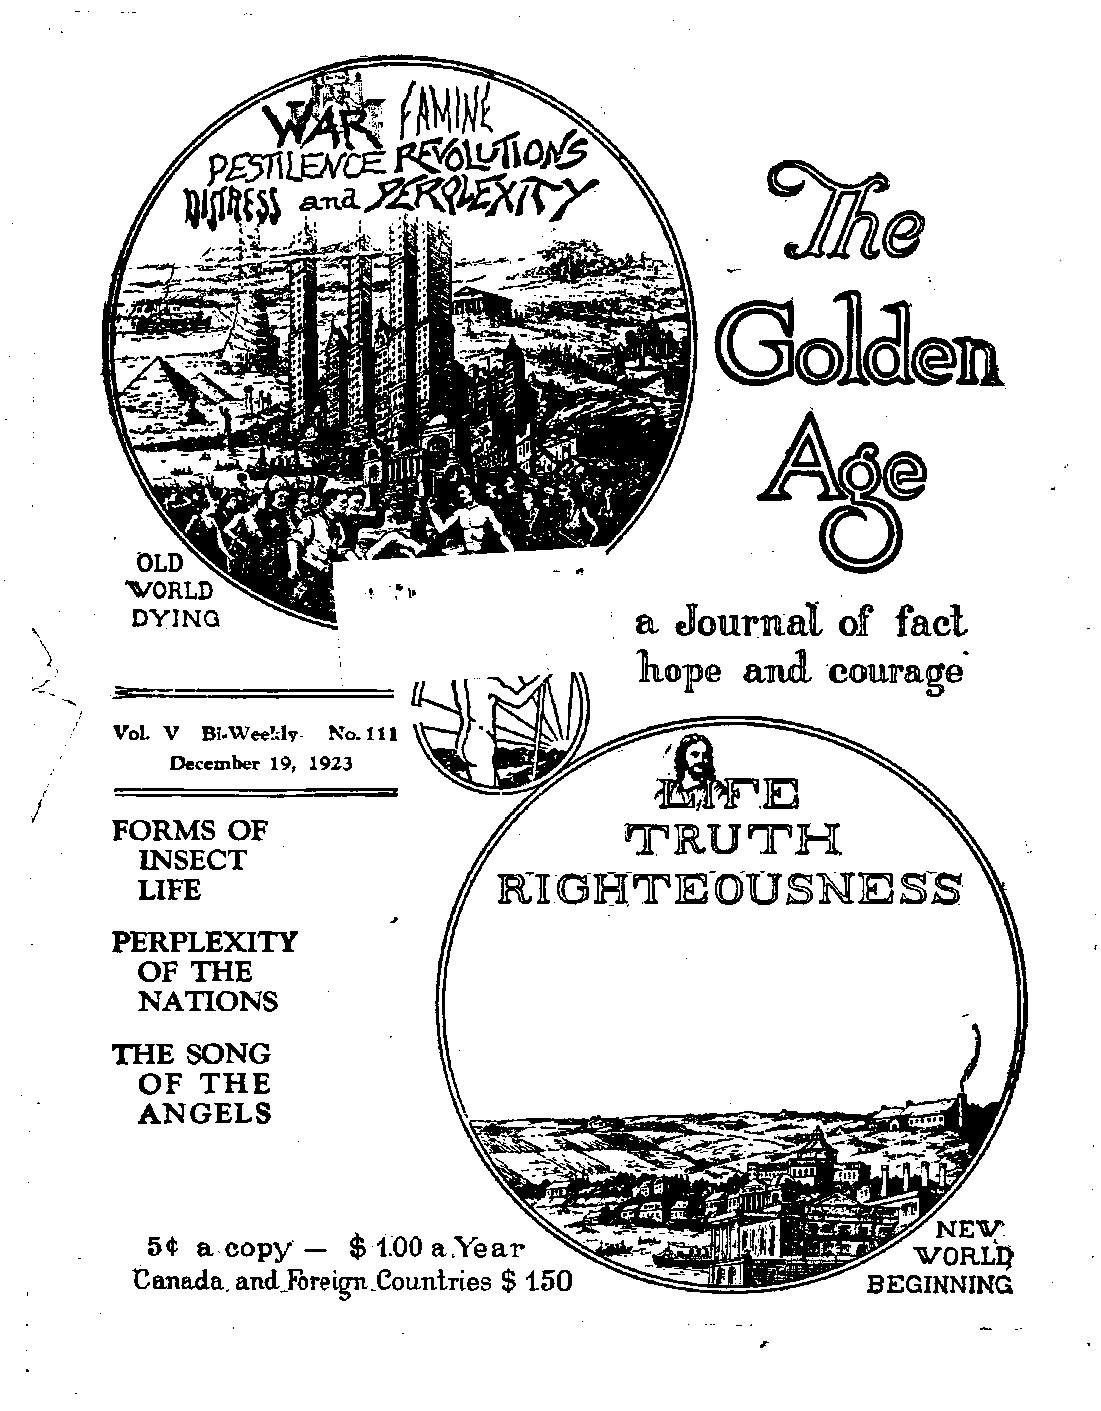 WAR FAMINE
PESTILENCE REVOLUTIONS
DISTRESS and PERPLEXITY
The
Golden
Age
OLD
WORLD
DYING
a Journal of fact
hope and courage
Vol. V Bi-Weekly No. 111
December 19, 1923
FORMS OF
INSECT
LIFE
PERPLEXITY
OF THE
NATIONS
THE SONG
OF THE
ANGELS
LIFE
TRUTH
RIGHTEOUSNESS
5¢ a copy — $ 1.00 a Year
Canada and Foreign Countries $ 1.50
NEW
WORLD
BEGINNING